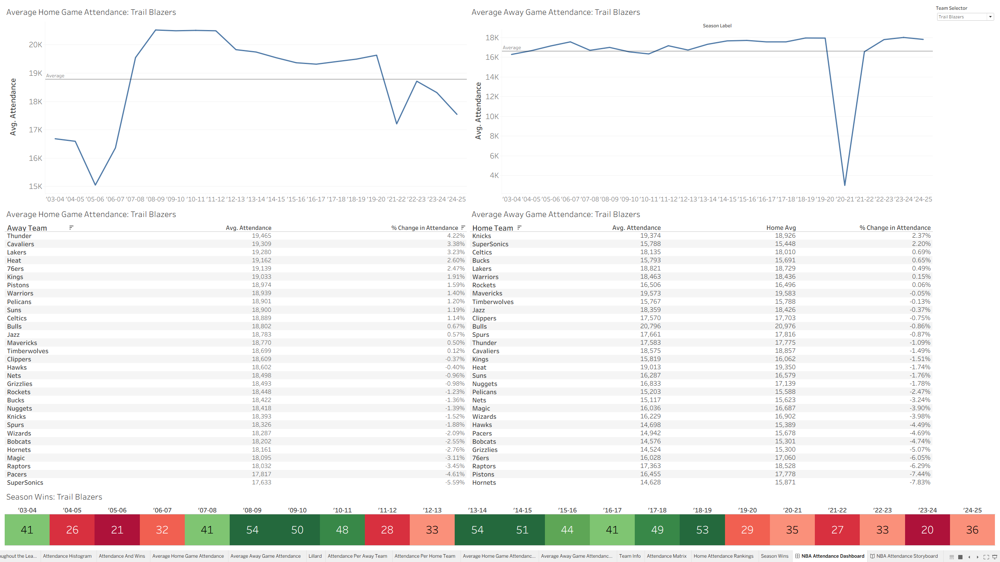 Average Home Game Attendance: Trail Blazers
Avg. Attendance
20K
19K
18K
17K
16K
15K
Average
'03-04 '04-05 '05-06 '06-07 '07-08 '08-09 '09-10 '10-11 '11-12 '12-13 '13-14 '14-15 '15-16 '16-17 '17-18 '18-19 '19-20 '21-22 '22-23 '23-24 '24-25
Average Away Game Attendance: Trail Blazers
Season Label
Avg. Attendance
18K
16K
14K
12K
10K
8K
6K
4K
Average
'03-04 '04-05 '05-06 '06-07 '07-08 '08-09 '09-10 '10-11 '11-12 '12-13 '13-14 '14-15 '15-16 '16-17 '17-18 '18-19 '19-20 '20-21 '21-22 '22-23 '23-24 '24-25
Team Selector
Trail Blazers
Average Home Game Attendance: Trail Blazers
Away Team Avg. Attendance % Change in Attendance
Thunder 19,465 4.22%
Cavaliers 19,309 3.38%
Lakers 19,280 3.23%
Heat 19,162 2.60%
76ers 19,139 2.47%
Kings 19,033 1.91%
Pistons 18,974 1.59%
Warriors 18,939 1.40%
Pelicans 18,901 1.20%
Suns 18,900 1.19%
Celtics 18,889 1.14%
Bulls 18,802 0.67%
Jazz 18,783 0.57%
Mavericks 18,770 0.50%
Timberwolves 18,699 0.12%
Clippers 18,609 -0.37%
Hawks 18,602 -0.40%
Nets 18,498 -0.96%
Grizzlies 18,493 -0.98%
Rockets 18,448 -1.23%
Bucks 18,422 -1.36%
Nuggets 18,418 -1.39%
Knicks 18,393 -1.52%
Spurs 18,326 -1.88%
Wizards 18,287 -2.09%
Bobcats 18,202 -2.55%
Hornets 18,161 -2.76%
Magic 18,095 -3.11%
Raptors 18,032 -3.45%
Pacers 17,817 -4.61%
SuperSonics 17,633 -5.59%
Average Away Game Attendance: Trail Blazers
Home Team Avg. Attendance Home Avg % Change in Attendance
Knicks 19,374 18,926 2.37%
SuperSonics 15,788 15,448 2.20%
Celtics 18,135 18,010 0.69%
Bucks 15,793 15,691 0.65%
Lakers 18,821 18,729 0.49%
Warriors 18,463 18,436 0.15%
Rockets 16,506 16,496 0.06%
Mavericks 19,573 19,583 -0.05%
Timberwolves 15,767 15,788 -0.13%
Jazz 18,359 18,426 -0.37%
Clippers 17,570 17,703 -0.75%
Bulls 20,796 20,976 -0.86%
Spurs 17,661 17,816 -0.87%
Thunder 17,583 17,775 -1.09%
Cavaliers 18,575 18,857 -1.49%
Kings 15,819 16,062 -1.51%
Heat 19,013 19,350 -1.74%
Suns 16,287 16,579 -1.76%
Nuggets 16,833 17,139 -1.78%
Pelicans 15,203 15,588 -2.47%
Nets 15,117 15,623 -3.24%
Magic 16,036 16,687 -3.90%
Wizards 16,229 16,902 -3.98%
Hawks 14,698 15,389 -4.49%
Pacers 14,942 15,678 -4.69%
Bobcats 14,576 15,301 -4.74%
Grizzlies 14,524 15,300 -5.07%
76ers 16,028 17,060 -6.05%
Raptors 17,363 18,528 -6.29%
Pistons 16,455 17,778 -7.44%
Hornets 14,628 15,871 -7.83%
Season Wins: Trail Blazers
'03-04 '04-05 '05-06 '06-07 '07-08 '08-09 '09-10 '10-11 '11-12 '12-13 '13-14 '14-15 '15-16 '16-17 '17-18 '18-19 '19-20 '20-21 '21-22 '22-23 '23-24 '24-25
41 26 21 32 41 54 50 48 28 33 54 51 44 41 49 53 29 35 27 33 20 36
oughout the Lea... Attendance Histogram Attendance And Wins Average Home Game Attendance Average Away Game Attendance Lillard Attendance Per Away Team Attendance Per Home Team Average Home Game Attendanc... Average Away Game Attendanc... Team Info Attendance Matrix Home Attendance Rankings Season Wins NBA Attendance Dashboard NBA Attendance Storyboard